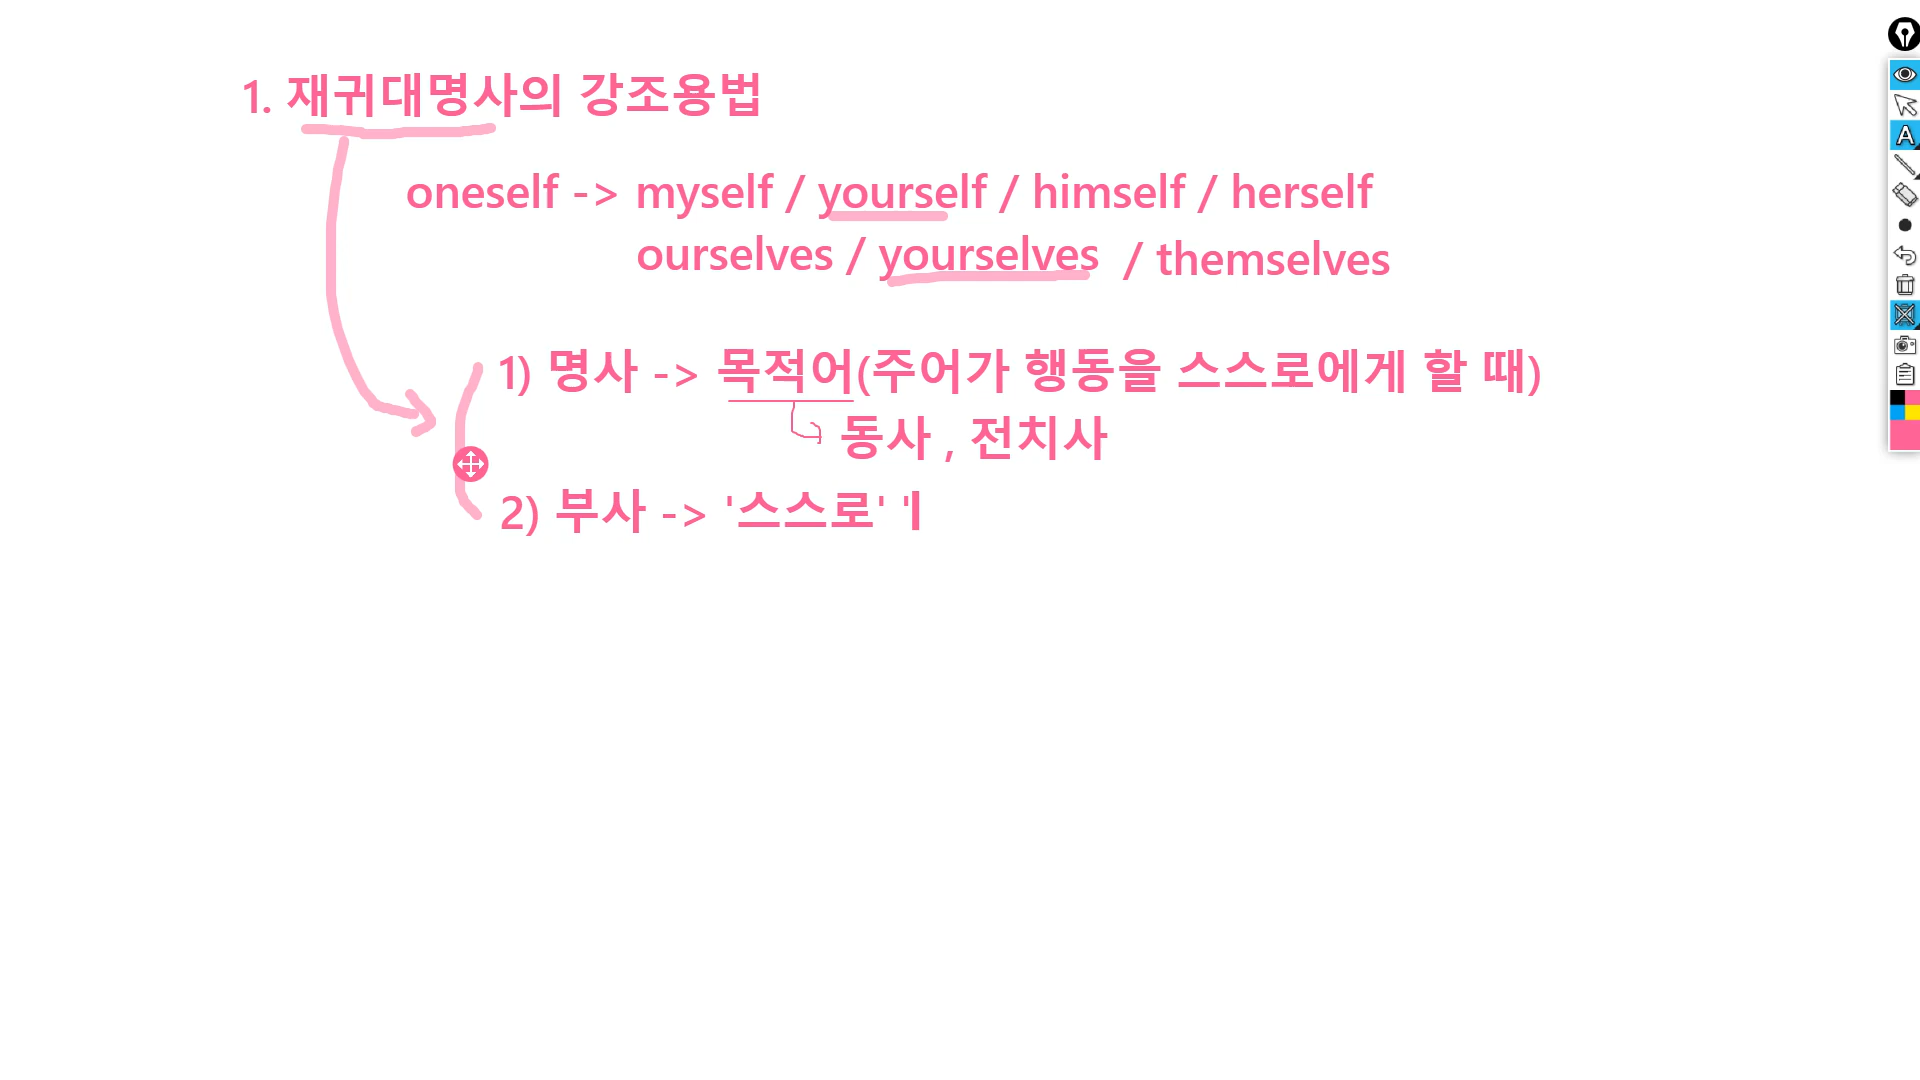 1. 재귀대명사의 강조용법
oneself -> myself / yourself / himself / herself
ourselves / yourselves / themselves
1) 명사 -> 목적어(주어가 행동을 스스로에게 할 때)
동사 , 전치사
2) 부사 -> '스스로' '